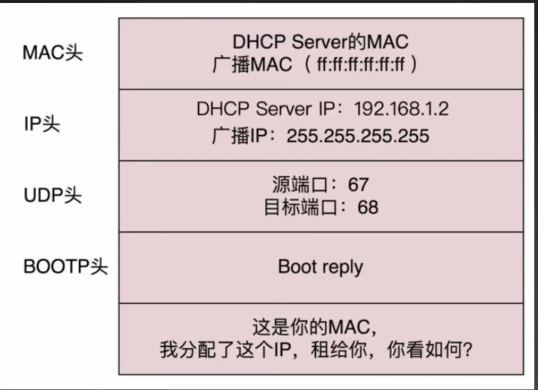 MAC头
DHCP Server的MAC
广播MAC（ff:ff:ff:ff:ff:ff）
IP头
DHCP Server IP：192.168.1.2
广播IP：255.255.255.255
UDP头
源端口：67
目标端口：68
BOOTP头
Boot reply
这是你的MAC，
我分配了这个IP，租给你，你看如何？